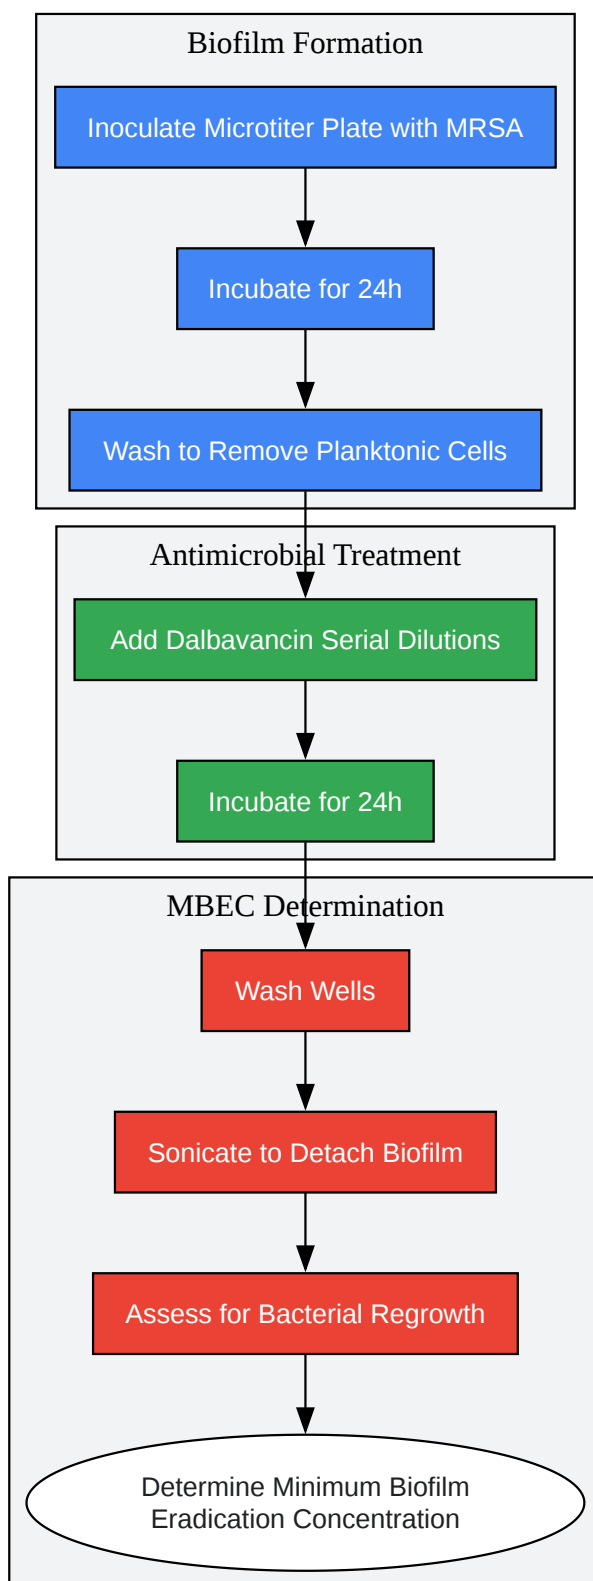 Biofilm Formation
Inoculate Microtiter Plate with MRSA
Incubate for 24h
Wash to Remove Planktonic Cells
Antimicrobial Treatment
Add Dalbavancin Serial Dilutions
Incubate for 24h
MBEC Determination
Wash Wells
Sonicate to Detach Biofilm
Assess for Bacterial Regrowth
Determine Minimum Biofilm
Eradication Concentration